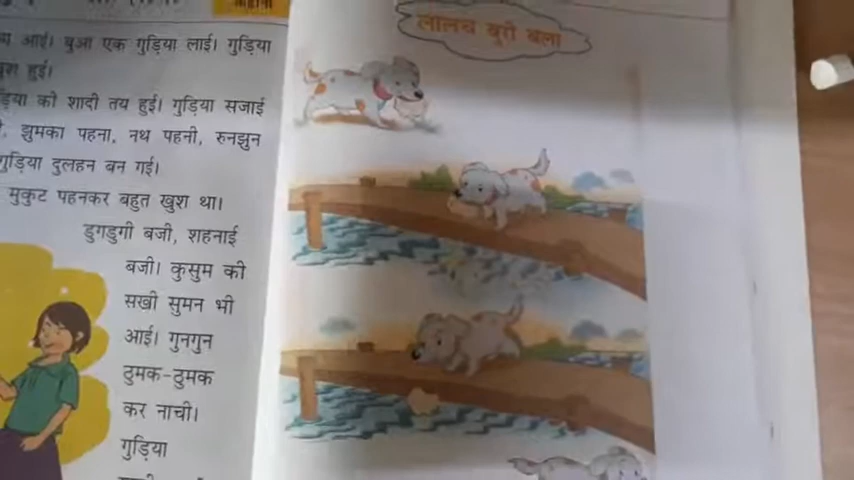 कहानी
आई। बुआ एक गुड़िया लाई। गुड़िया
हुई।
की शादी तय हुई। गुड़िया सजाई
झुमका पहना, नथ पहनी, रुनझुन
गुड़िया दुलहन बन गई।
मुकुट पहनकर बहुत खुश था।
डुगडुगी बजी, शहनाई
बजी। कुसुम की
सखी सुमन भी
आई। गुनगुन
ठुमक-ठुमक
कर नाची।
गुड़िया
लालच बुरी बला